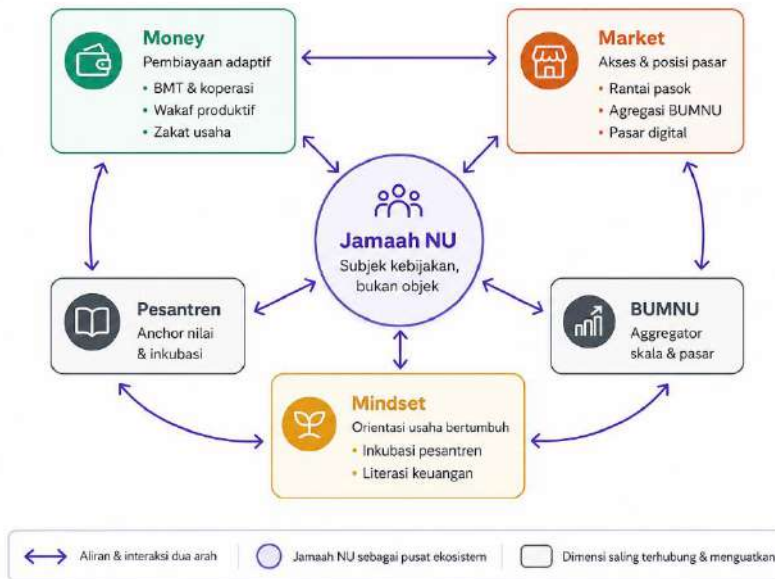 Money
Pembiayaan adaptif
• BMT & koperasi
• Wakaf produktif
• Zakat usaha
Market
Akses & posisi pasar
• Rantai pasok
• Agregasi BUMNU
• Pasar digital
Jamaah NU
Subjek kebijakan,
bukan objek
Pesantren
Anchor nilai
& inkubasi
BUMNU
Aggregator
skala & pasar
Mindset
Orientasi usaha bertumbuh
• Inkubasi pesantren
• Literasi keuangan
Aliran & interaksi dua arah
Jamaah NU sebagai pusat ekosistem
Dimensi saling terhubung & menguatkan